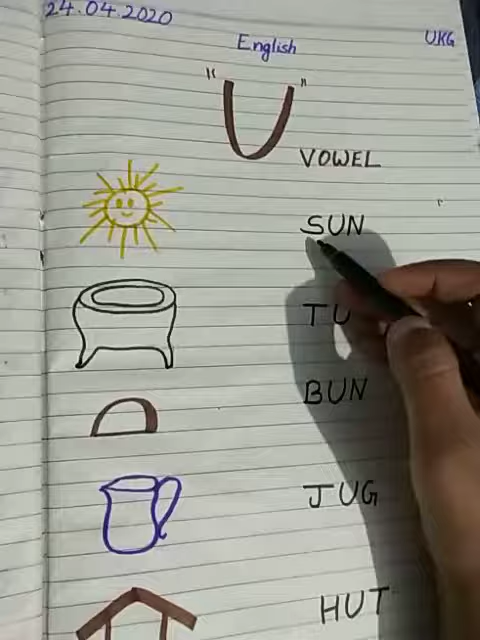 24.04.2020
English
UKG
"U"
VOWEL
SUN
TU
BUN
JUG
HUT